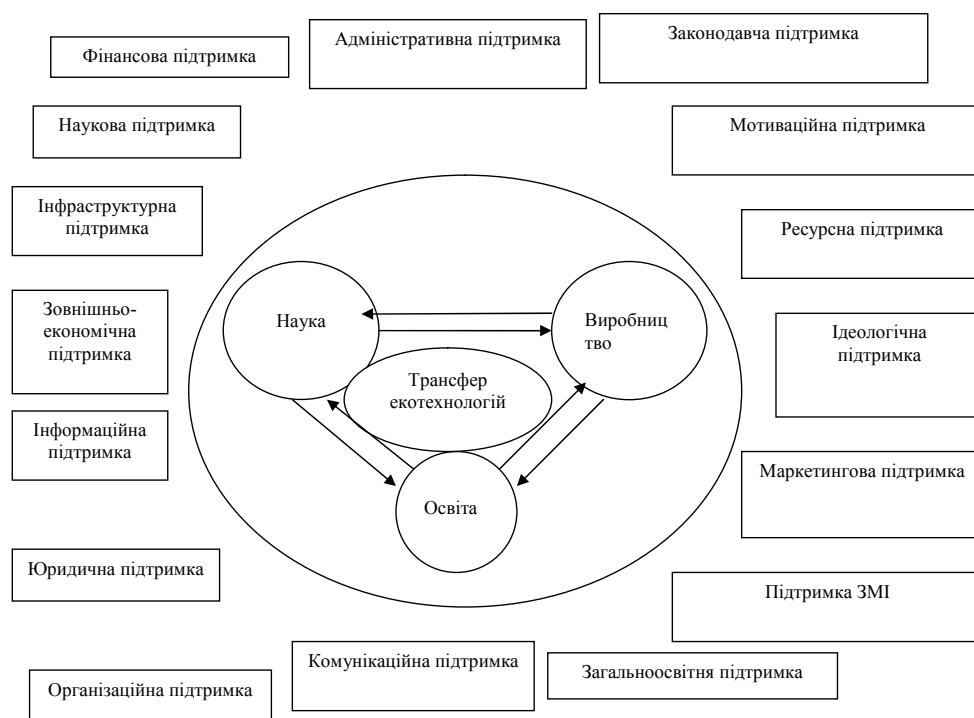 Фінансова підтримка
Адміністративна підтримка
Законодавча підтримка
Наукова підтримка
Мотиваційна підтримка
Інфраструктурна
підтримка
Ресурсна підтримка
Зовнішньо-
економічна
підтримка
Наука
Виробниц
тво
Ідеологічна
підтримка
Трансфер
екотехнологій
Інформаційна
підтримка
Маркетингова підтримка
Освіта
Юридична підтримка
Підтримка ЗМІ
Комунікаційна підтримка
Загальноосвітня підтримка
Організаційна підтримка